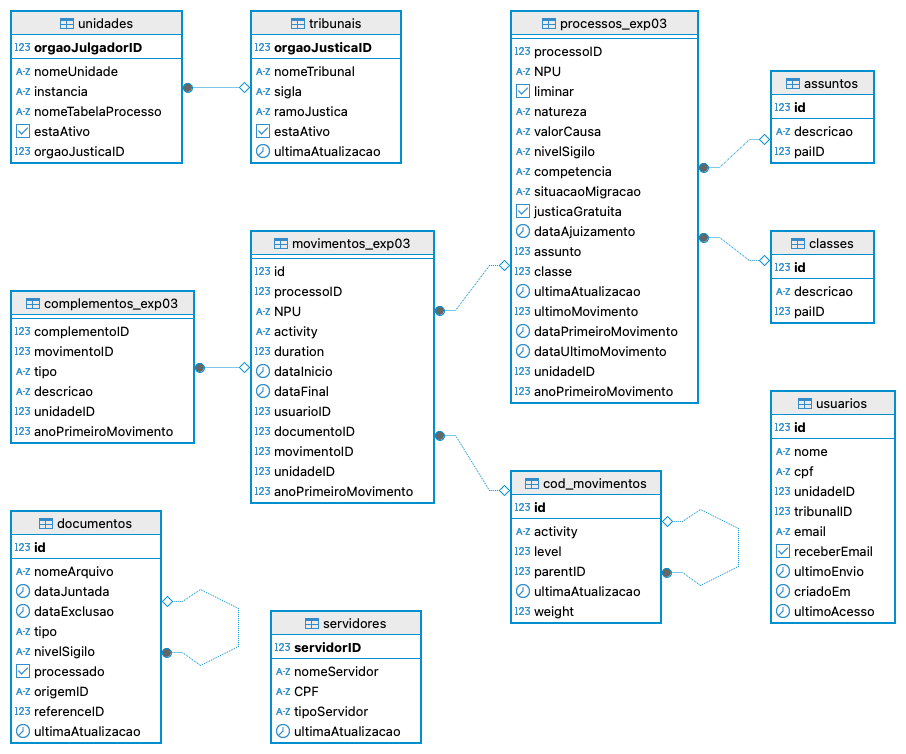 unidades
123 orgaoJulgadorID
A-Z nomeUnidade
A-Z instancia
A-Z nomeTabelaProcesso
estaAtivo
123 orgaoJusticaID
tribunais
123 orgaoJusticaID
A-Z nomeTribunal
A-Z sigla
A-Z ramoJustica
estaAtivo
ultimaAtualizacao
processos_exp03
123 processoID
A-Z NPU
liminar
A-Z natureza
A-Z valorCausa
A-Z nivelSigilo
A-Z competencia
A-Z situacaoMigracao
justicaGratuita
dataAjuizamento
123 assunto
123 classe
ultimaAtualizacao
123 ultimoMovimento
dataPrimeiroMovimento
dataUltimoMovimento
123 unidadeID
123 anoPrimeiroMovimento
assuntos
123 id
A-Z descricao
123 paiID
classes
123 id
A-Z descricao
123 paiID
movimentos_exp03
123 id
123 processoID
A-Z NPU
123 activity
123 duration
dataInicio
dataFinal
123 usuarioID
123 documentoID
123 movimentoID
123 unidadeID
123 anoPrimeiroMovimento
complementos_exp03
123 complementoID
123 movimentoID
A-Z tipo
A-Z descricao
123 unidadeID
123 anoPrimeiroMovimento
usuarios
123 id
A-Z nome
A-Z cpf
123 unidadeID
123 tribunalID
A-Z email
receberEmail
ultimoEnvio
criadoEm
ultimoAcesso
cod_movimentos
123 id
A-Z activity
123 level
123 parentID
ultimaAtualizacao
123 weight
documentos
123 id
A-Z nomeArquivo
dataJuntada
dataExclusao
A-Z tipo
A-Z nivelSigilo
processado
A-Z origemID
123 referenceID
ultimaAtualizacao
servidores
123 servidorID
A-Z nomeServidor
A-Z CPF
A-Z tipoServidor
ultimaAtualizacao